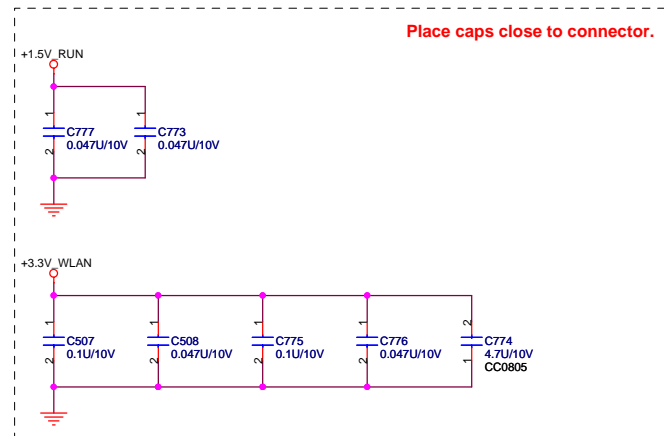 Place caps close to connector.
+1.5V_RUN
1
1
C777
C773
0.047U/10V
0.047U/10V
2
2
+3.3V_WLAN
1
1
1
1
2
C507
C508
C775
C776
C774
0.1U/10V
0.047U/10V
0.1U/10V
0.047U/10V
4.7U/10V
2
2
2
2
1
CC0805